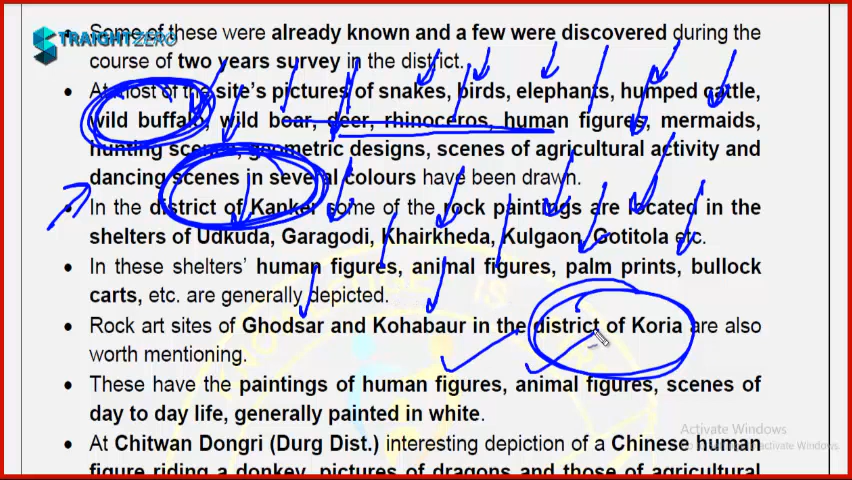 Some of these were already known and a few were discovered during the
STRAIGHTZERO
course of two years survey in the district.
At most of the site's pictures of snakes, birds, elephants, humped cattle,
wild buffalo, wild boar, deer, rhinoceros, human figures, mermaids,
hunting scenes, geometric designs, scenes of agricultural activity and
dancing scenes in several colours have been drawn.
In the district of Kanker some of the rock paintings are located in the
shelters of Udkuda, Garagodi, Khairkheda, Kulgaon, Gotitola etc.
In these shelters' human figures, animal figures, palm prints, bullock
carts, etc. are generally depicted.
Rock art sites of Ghodsar and Kohabaur in the district of Koria are also
worth mentioning.
These have the paintings of human figures, animal figures, scenes of
day to day life, generally painted in white.
Activate Windows
At Chitwan Dongri (Durg Dist.) interesting depiction of a Chinese human
figure riding a donkey, pictures of dragons and those of agricultural